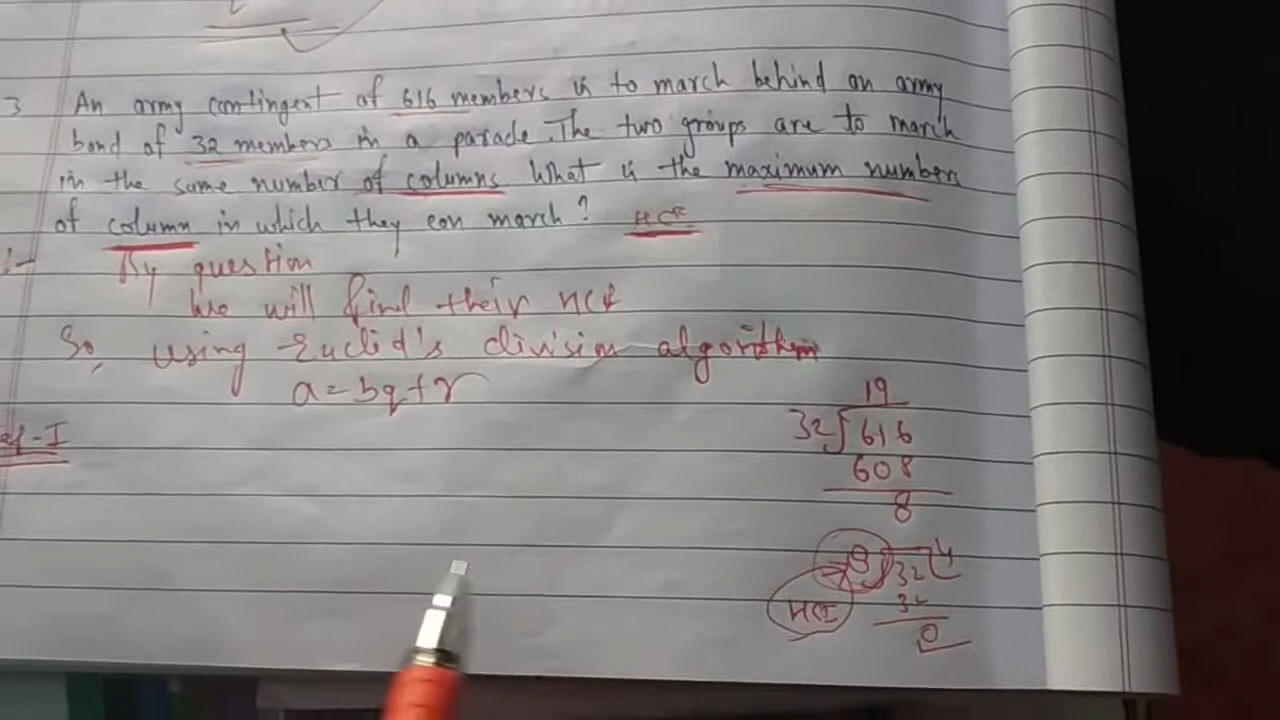 3 An army contingent of 616 members is to march behind an army
band of 32 members in a parade. The two groups are to march
in the same number of columns. What is the maximum numbers
of column in which they can march? HCF
By question
We will find their HCF
So, using Euclid's division algorithm
a=bq+r
-I
19
32 616
608
8
8 32 4
32
0
HCF